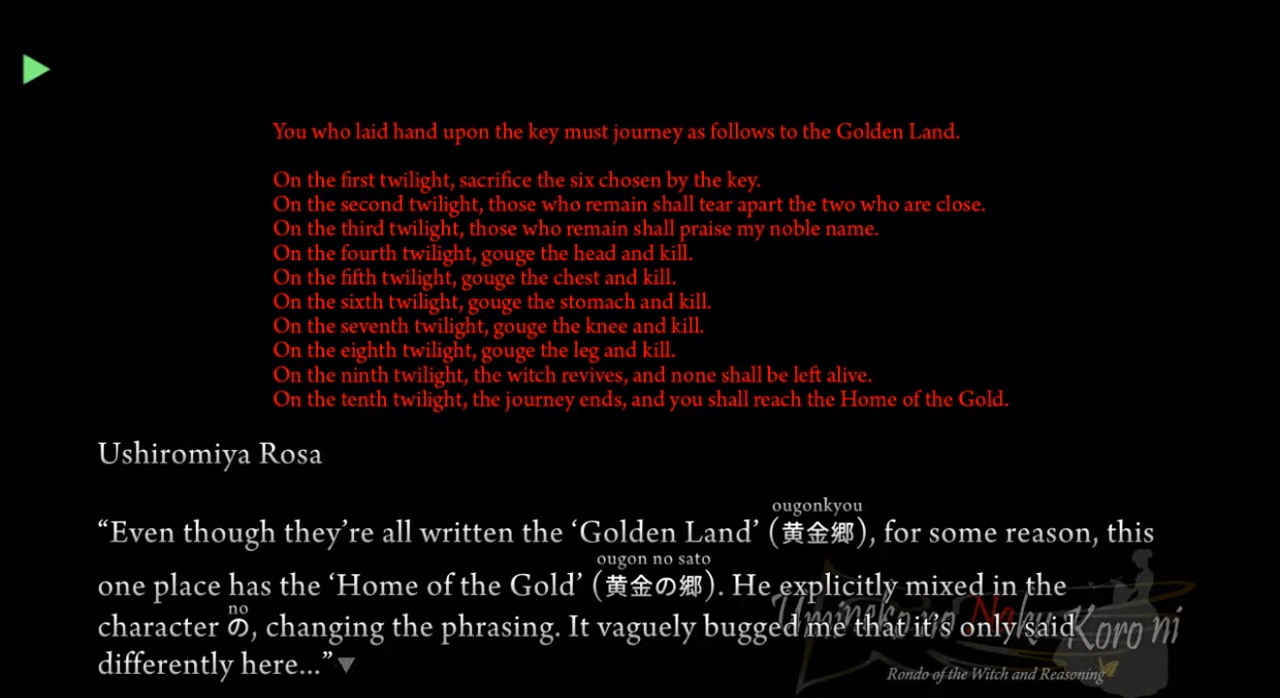 You who laid hand upon the key must journey as follows to the Golden Land.
On the first twilight, sacrifice the six chosen by the key.
On the second twilight, those who remain shall tear apart the two who are close.
On the third twilight, those who remain shall praise my noble name.
On the fourth twilight, gouge the head and kill.
On the fifth twilight, gouge the chest and kill.
On the sixth twilight, gouge the stomach and kill.
On the seventh twilight, gouge the knee and kill.
On the eighth twilight, gouge the leg and kill.
On the ninth twilight, the witch revives, and none shall be left alive.
On the tenth twilight, the journey ends, and you shall reach the Home of the Gold.
Ushiromiya Rosa
ougonkyou
“Even though they’re all written the ‘Golden Land’ (黄金郷), for some reason, this
ougon no sato
one place has the ‘Home of the Gold’ (黄金の郷). He explicitly mixed in the
no
character の, changing the phrasing. It vaguely bugged me that it’s only said
differently here...”
Umineko no Naku Koro ni
Rondo of the Witch and Reasoning